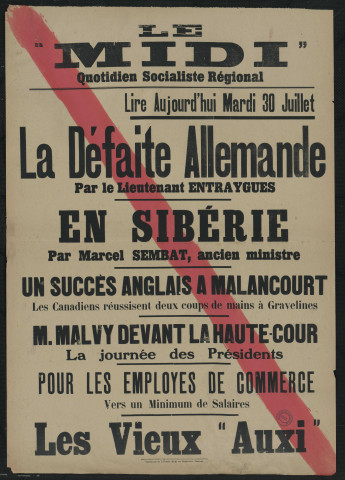 LE
"MIDI"
Quotidien Socialiste Régional
Lire Aujourd'hui Mardi 30 Juillet
La Défaite Allemande
Par le Lieutenant ENTRAYGUES
EN SIBÉRIE
Par Marcel SEMBAT, ancien ministre
UN SUCCÈS ANGLAIS A MALANCOURT
Les Canadiens réussisent deux coups de mains à Gravelines
M. MALVY DEVANT LA HAUTE-COUR
La journée des Présidents
POUR LES EMPLOYES DE COMMERCE
Vers un Minimum de Salaires
Les Vieux "Auxi"